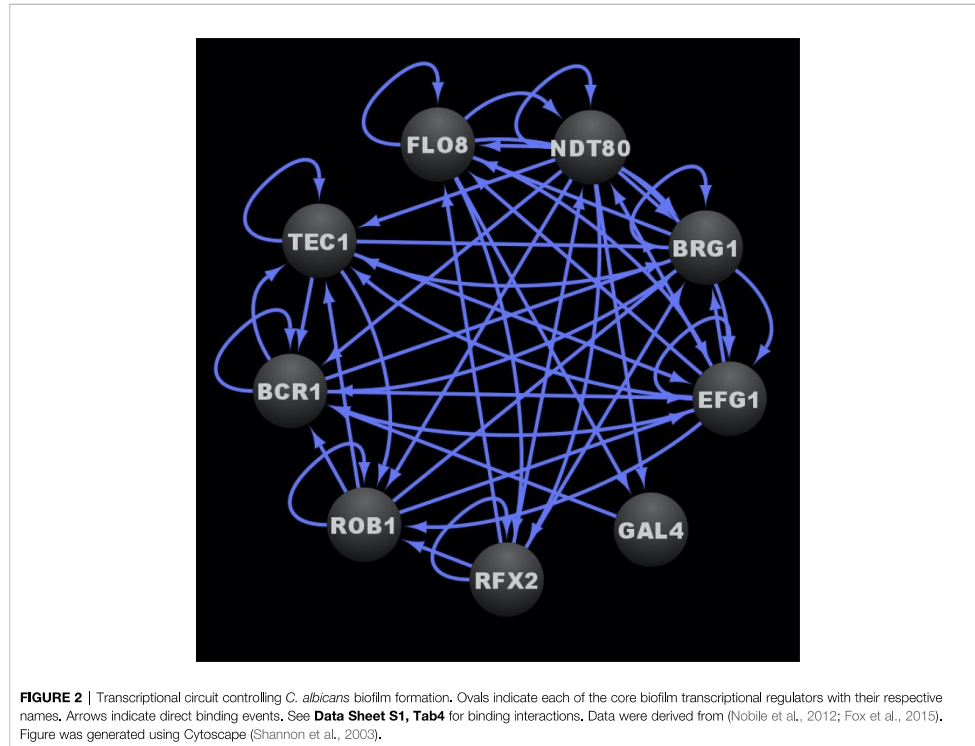 FLO8
NDT80
TEC1
BRG1
BCR1
EFG1
ROB1
GAL4
RFX2
FIGURE 2 | Transcriptional circuit controlling C. albicans biofilm formation. Ovals indicate each of the core biofilm transcriptional regulators with their respective
names. Arrows indicate direct binding events. See Data Sheet S1, Tab4 for binding interactions. Data were derived from (Nobile et al., 2012; Fox et al., 2015).
Figure was generated using Cytoscape (Shannon et al., 2003).